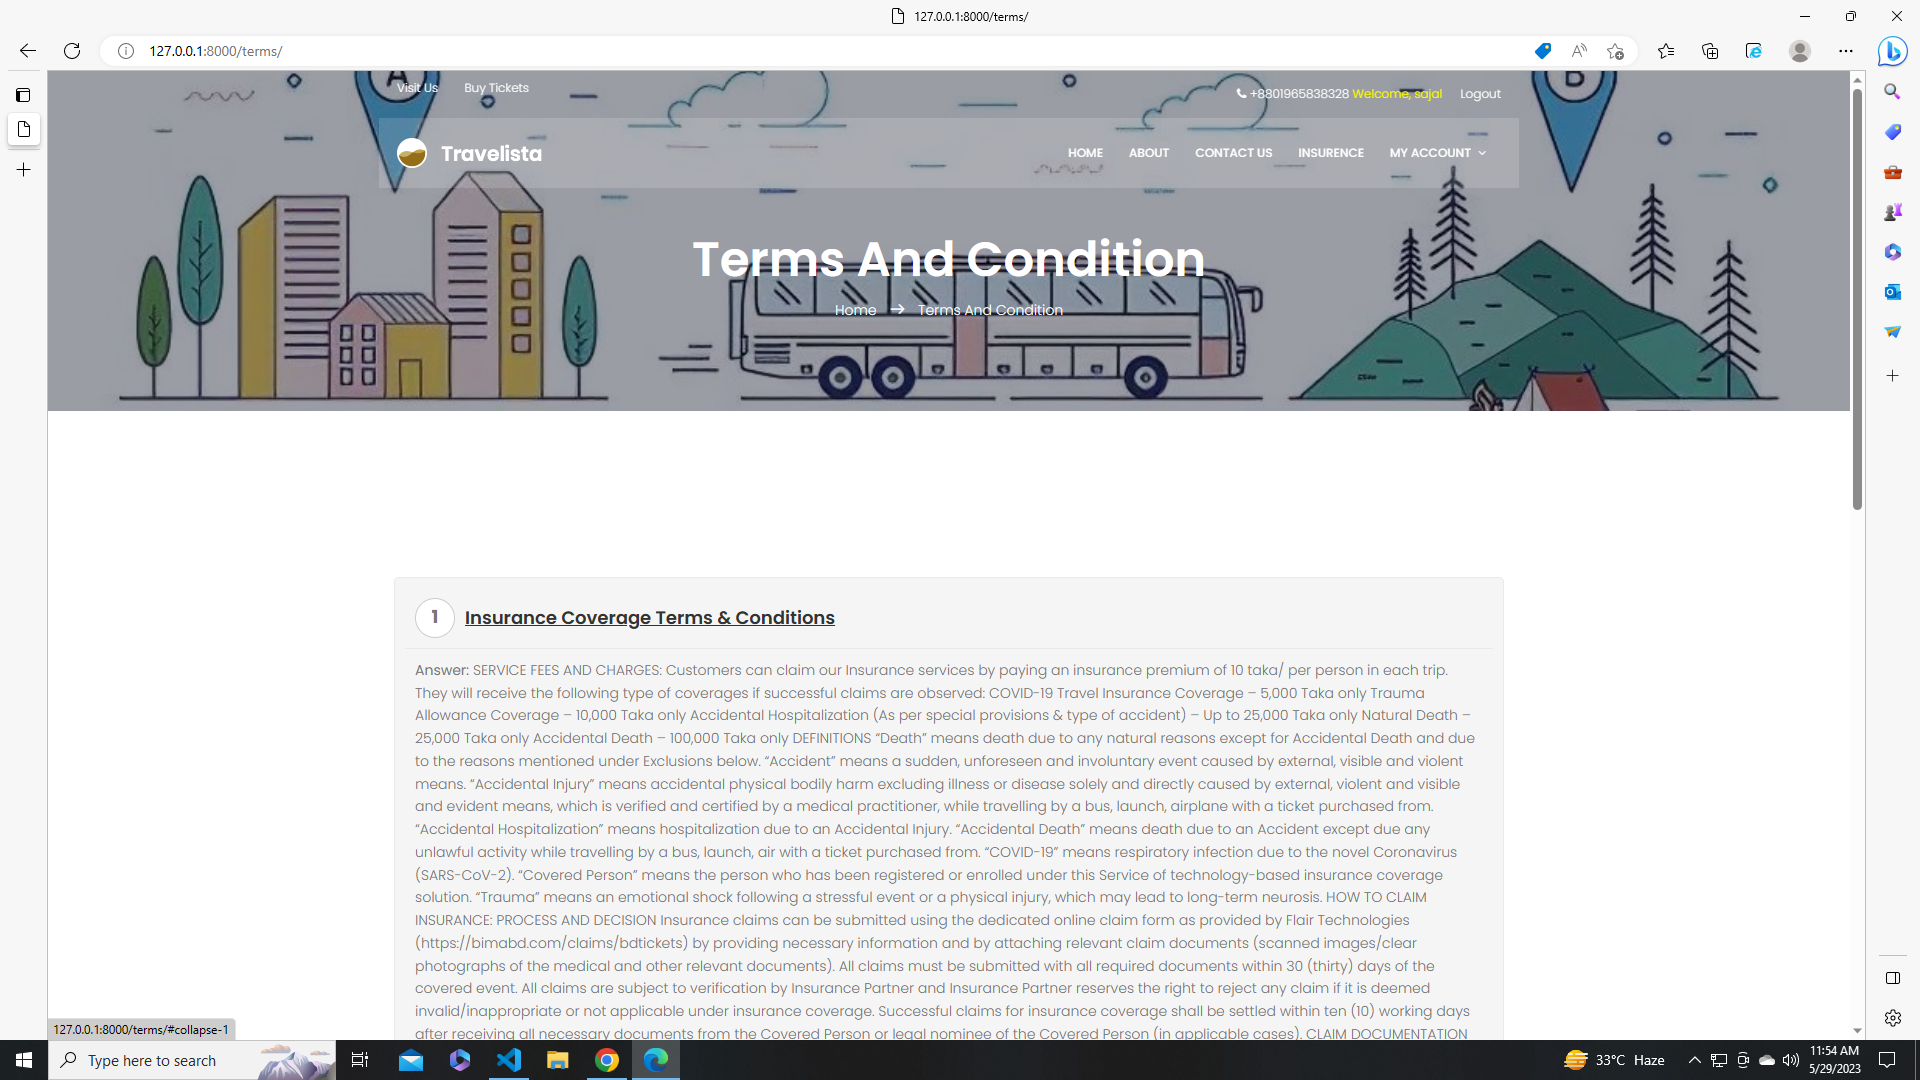 127.0.0.1:8000/terms/
127.0.0.1:8000/terms/
A
B
Visit Us Buy Tickets
+8801965838328 Welcome, sajal Logout
Travelista
HOME ABOUT CONTACT US INSURENCE MY ACCOUNT
Terms And Condition
Home → Terms And Condition
1 Insurance Coverage Terms & Conditions
Answer: SERVICE FEES AND CHARGES: Customers can claim our Insurance services by paying an insurance premium of 10 taka/ per person in each trip.
They will receive the following type of coverages if successful claims are observed: COVID-19 Travel Insurance Coverage – 5,000 Taka only Trauma
Allowance Coverage – 10,000 Taka only Accidental Hospitalization (As per special provisions & type of accident) – Up to 25,000 Taka only Natural Death –
25,000 Taka only Accidental Death – 100,000 Taka only DEFINITIONS “Death” means death due to any natural reasons except for Accidental Death and due
to the reasons mentioned under Exclusions below. “Accident” means a sudden, unforeseen and involuntary event caused by external, visible and violent
means. “Accidental Injury” means accidental physical bodily harm excluding illness or disease solely and directly caused by external, violent and visible
and evident means, which is verified and certified by a medical practitioner, while travelling by a bus, launch, airplane with a ticket purchased from.
“Accidental Hospitalization” means hospitalization due to an Accidental Injury. “Accidental Death” means death due to an Accident except due any
unlawful activity while travelling by a bus, launch, air with a ticket purchased from. “COVID-19” means respiratory infection due to the novel Coronavirus
(SARS-CoV-2). “Covered Person” means the person who has been registered or enrolled under this Service of technology-based insurance coverage
solution. “Trauma” means an emotional shock following a stressful event or a physical injury, which may lead to long-term neurosis. HOW TO CLAIM
INSURANCE: PROCESS AND DECISION Insurance claims can be submitted using the dedicated online claim form as provided by Flair Technologies
(https://bimabd.com/claims/bdtickets) by providing necessary information and by attaching relevant claim documents (scanned images/clear
photographs of the medical and other relevant documents). All claims must be submitted with all required documents within 30 (thirty) days of the
covered event. All claims are subject to verification by Insurance Partner and Insurance Partner reserves the right to reject any claim if it is deemed
invalid/inappropriate or not applicable under insurance coverage. Successful claims for insurance coverage shall be settled within ten (10) working days
after receiving all necessary documents from the Covered Person or legal nominee of the Covered Person (in applicable cases). CLAIM DOCUMENTATION
127.0.0.1:8000/terms/#collapse-1
Type here to search
33°C Haze
11:54 AM
5/29/2023